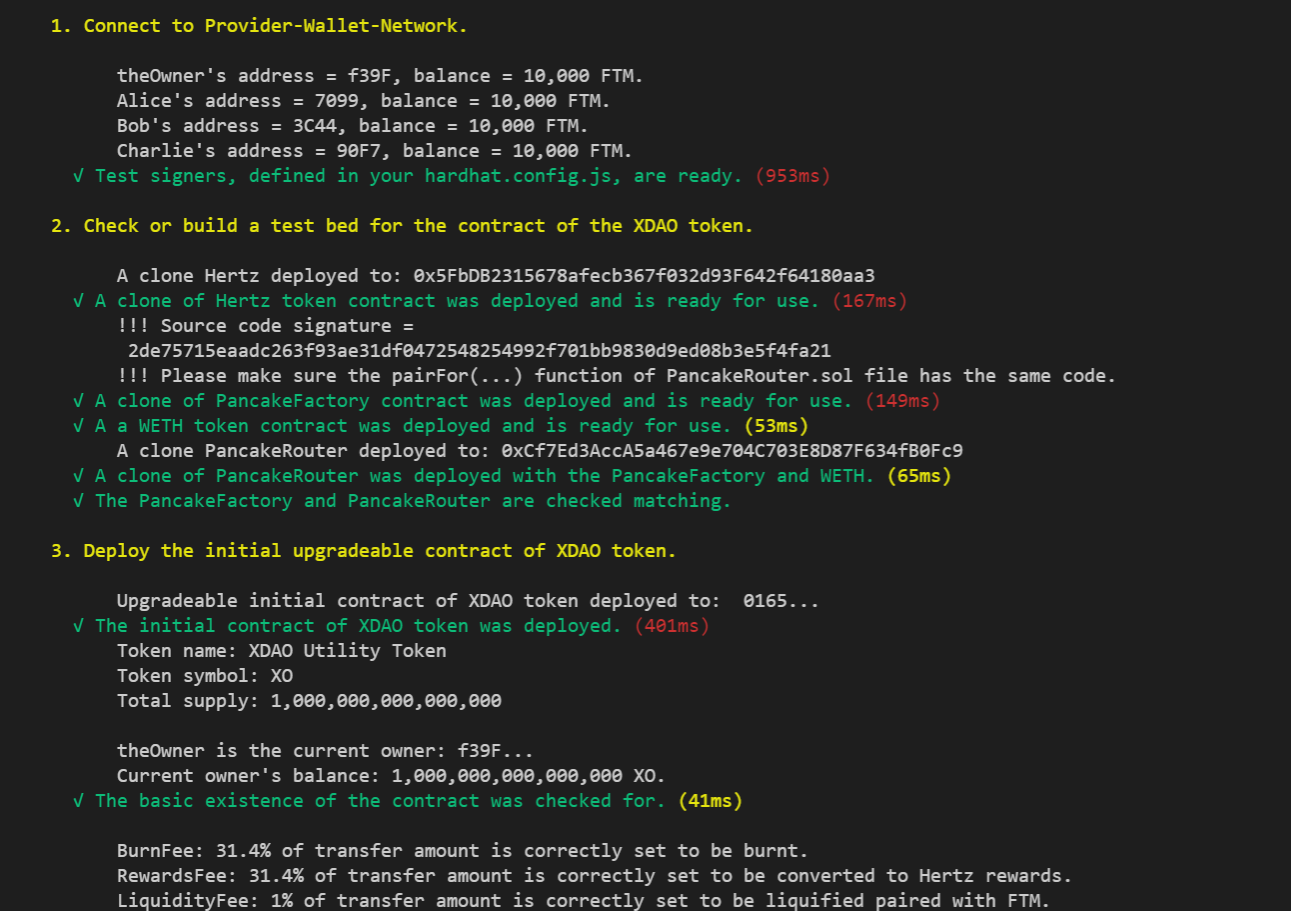 1. Connect to Provider-Wallet-Network.
theOwner's address = f39F, balance = 10,000 FTM.
Alice's address = 7099, balance = 10,000 FTM.
Bob's address = 3C44, balance = 10,000 FTM.
Charlie's address = 90F7, balance = 10,000 FTM.
√ Test signers, defined in your hardhat.config.js, are ready. (953ms)
2. Check or build a test bed for the contract of the XDAO token.
A clone Hertz deployed to: 0x5FbDB2315678afecb367f032d93F642f64180aa3
√ A clone of Hertz token contract was deployed and is ready for use. (167ms)
!!! Source code signature =
2de75715eaadc263f93ae31df0472548254992f701bb9830d9ed08b3e5f4fa21
!!! Please make sure the pairFor(...) function of PancakeRouter.sol file has the same code.
√ A clone of PancakeFactory contract was deployed and is ready for use. (149ms)
√ A a WETH token contract was deployed and is ready for use. (53ms)
A clone PancakeRouter deployed to: 0xCf7Ed3AccA5a467e9e704C703E8D87F634fB0Fc9
√ A clone of PancakeRouter was deployed with the PancakeFactory and WETH. (65ms)
√ The PancakeFactory and PancakeRouter are checked matching.
3. Deploy the initial upgradeable contract of XDAO token.
Upgradeable initial contract of XDAO token deployed to:  0165...
√ The initial contract of XDAO token was deployed. (401ms)
Token name: XDAO Utility Token
Token symbol: XO
Total supply: 1,000,000,000,000,000
theOwner is the current owner: f39F...
Current owner's balance: 1,000,000,000,000,000 XO.
√ The basic existence of the contract was checked for. (41ms)
BurnFee: 31.4% of transfer amount is correctly set to be burnt.
RewardsFee: 31.4% of transfer amount is correctly set to be converted to Hertz rewards.
LiquidityFee: 1% of transfer amount is correctly set to be liquified paired with FTM.